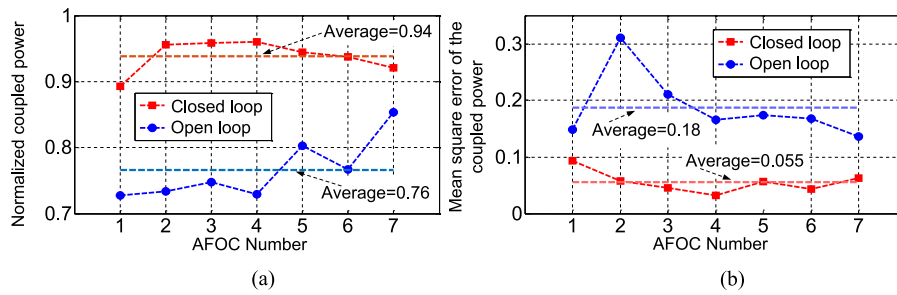 (a)
1
0.9
0.8
0.7
Normalized coupled power
Average=0.94
Closed loop
Open loop
Average=0.76
1 2 3 4 5 6 7
AFOC Number
(a)
(b)
0.3
0.2
0.1
0
Mean square error of the
coupled power
Closed loop
Open loop
Average=0.18
Average=0.055
1 2 3 4 5 6 7
AFOC Number
(b)